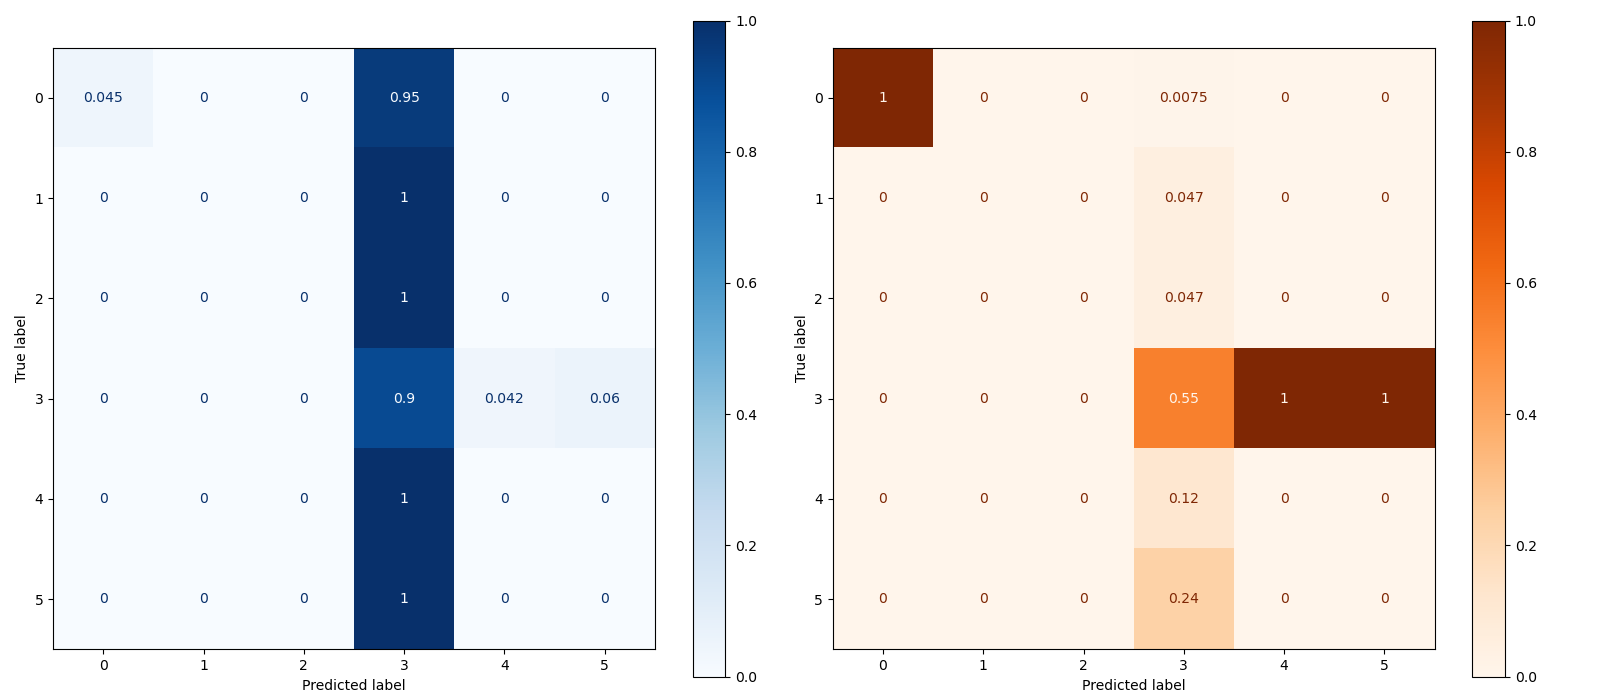 1.0
0.8
0.6
0.4
0.2
0.0
0 0.045 0 0 0.95 0 0
1 0 0 0 1 0 0
2 0 0 0 1 0 0
3 0 0 0 0.9 0.042 0.06
4 0 0 0 1 0 0
5 0 0 0 1 0 0
True label
0 1 2 3 4 5
Predicted label
1.0
0.8
0.6
0.4
0.2
0.0
0 1 0 0 0.0075 0 0
1 0 0 0 0.047 0 0
2 0 0 0 0.047 0 0
3 0 0 0 0.55 1 1
4 0 0 0 0.12 0 0
5 0 0 0 0.24 0 0
True label
0 1 2 3 4 5
Predicted label